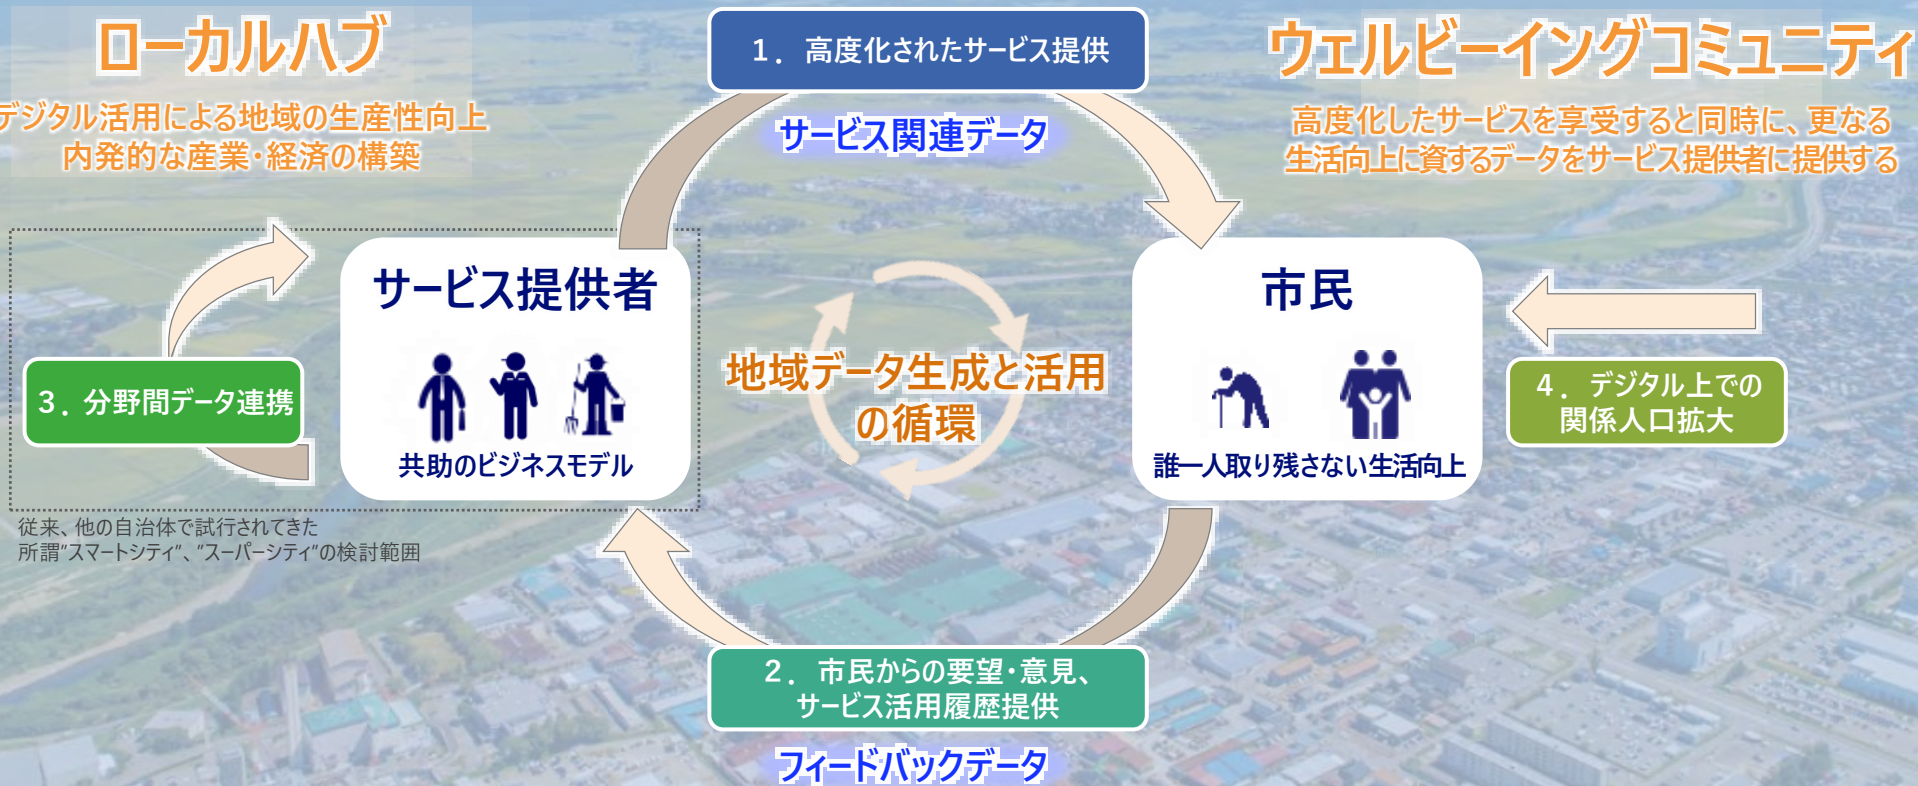 ローカルハブ
デジタル活用による地域の生産性向上
内発的な産業・経済の構築
1．高度化されたサービス提供
サービス関連データ
ウェルビーイングコミュニティ
高度化したサービスを享受すると同時に、更なる
生活向上に資するデータをサービス提供者に提供する
サービス提供者
共助のビジネスモデル
3．分野間データ連携
従来、他の自治体で試行されてきた
所謂"スマートシティ"、"スーパーシティ"の検討範囲
地域データ生成と活用
の循環
市民
誰一人取り残さない生活向上
4．デジタル上での
関係人口拡大
2．市民からの要望・意見、
サービス活用履歴提供
フィードバックデータ